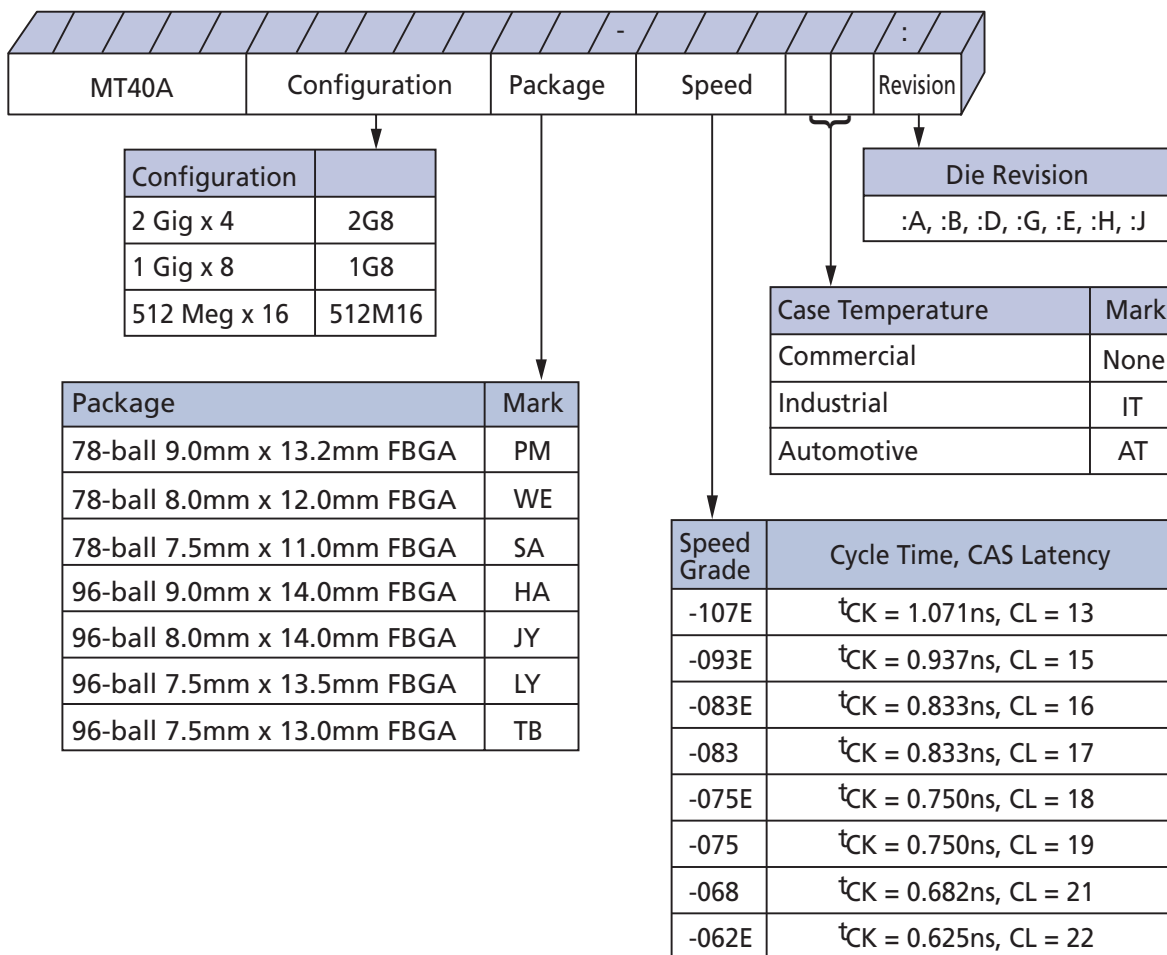 - :
MT40A Configuration Package Speed Revision
Configuration
2 Gig x 4 2G8
1 Gig x 8 1G8
512 Meg x 16 512M16
Die Revision
:A, :B, :D, :G, :E, :H, :J
Case Temperature Mark
Commercial None
Industrial IT
Automotive AT
Package Mark
78-ball 9.0mm x 13.2mm FBGA PM
78-ball 8.0mm x 12.0mm FBGA WE
78-ball 7.5mm x 11.0mm FBGA SA
96-ball 9.0mm x 14.0mm FBGA HA
96-ball 8.0mm x 14.0mm FBGA JY
96-ball 7.5mm x 13.5mm FBGA LY
96-ball 7.5mm x 13.0mm FBGA TB
Speed
Grade Cycle Time, CAS Latency
-107E tCK = 1.071ns, CL = 13
-093E tCK = 0.937ns, CL = 15
-083E tCK = 0.833ns, CL = 16
-083 tCK = 0.833ns, CL = 17
-075E tCK = 0.750ns, CL = 18
-075 tCK = 0.750ns, CL = 19
-068 tCK = 0.682ns, CL = 21
-062E tCK = 0.625ns, CL = 22